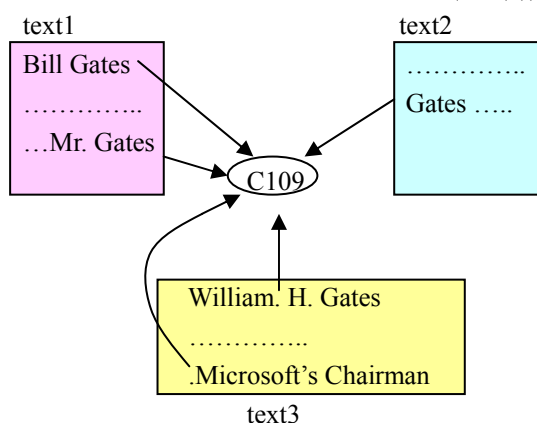 text1
Bill Gates
…………..
…Mr. Gates
text2
…………..
Gates …..
C109
William. H. Gates
…………..
.Microsoft's Chairman
text3